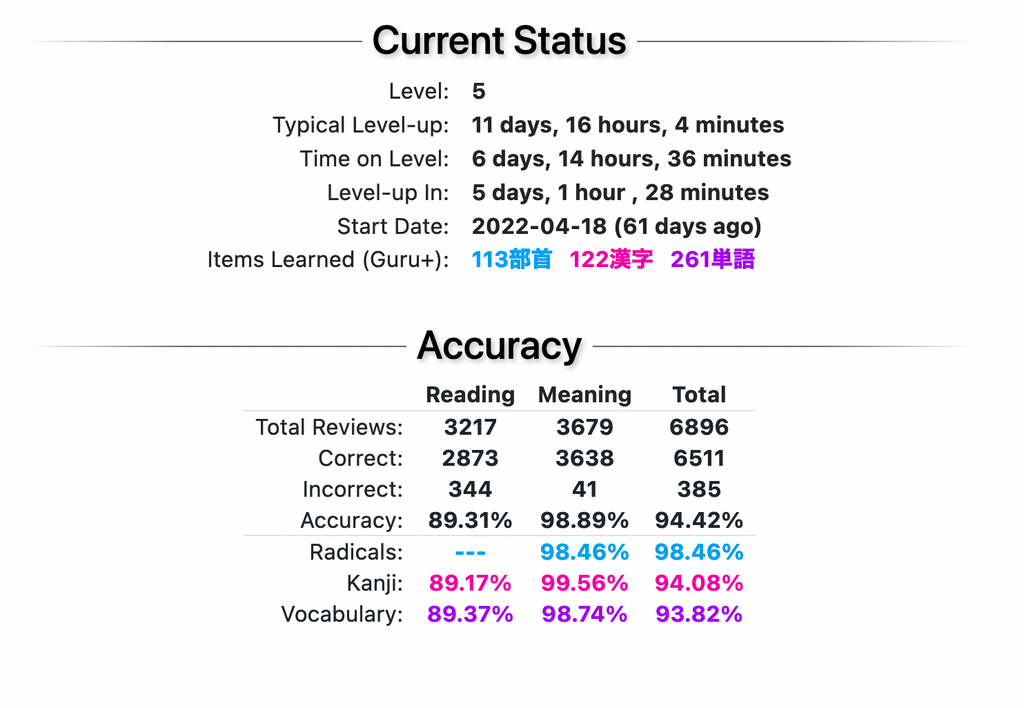 Current Status
Level: 5
Typical Level-up: 11 days, 16 hours, 4 minutes
Time on Level: 6 days, 14 hours, 36 minutes
Level-up In: 5 days, 1 hour , 28 minutes
Start Date: 2022-04-18 (61 days ago)
Items Learned (Guru+): 113部首 122漢字 261単語
Accuracy
Reading Meaning Total
Total Reviews: 3217 3679 6896
Correct: 2873 3638 6511
Incorrect: 344 41 385
Accuracy: 89.31% 98.89% 94.42%
Radicals: --- 98.46% 98.46%
Kanji: 89.17% 99.56% 94.08%
Vocabulary: 89.37% 98.74% 93.82%